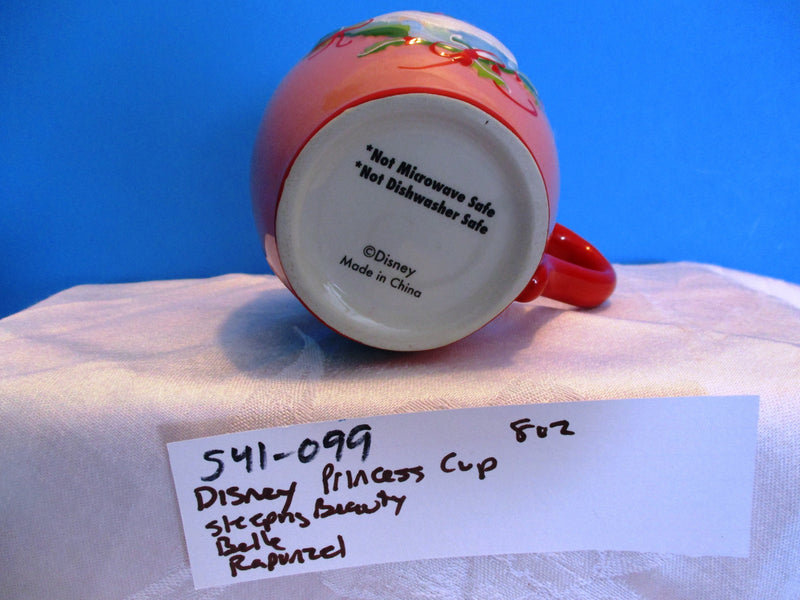 *Not Microwave Safe
*Not Dishwasher Safe
©Disney
Made in China
541-099 8oz
Disney Princess Cup
Sleeping Beauty
Belle
Rapunzel